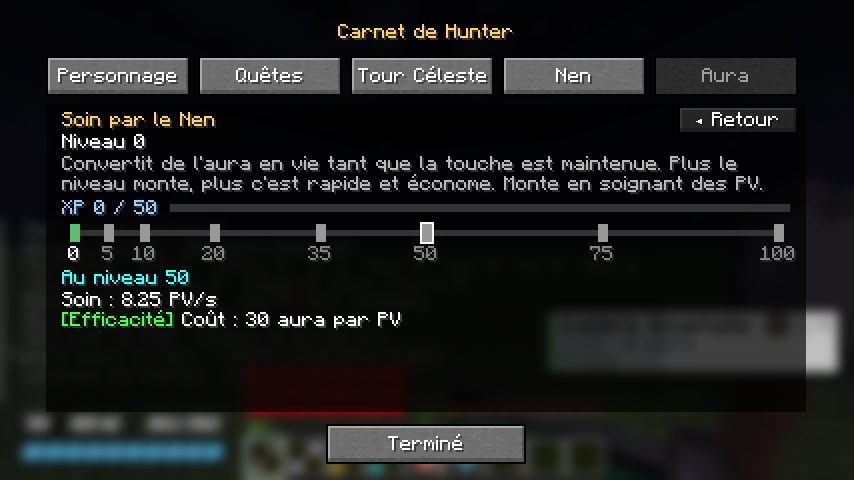 Carnet de Hunter
Personnage Quêtes Tour Céleste Nen Aura
Soin par le Nen
◂ Retour
Niveau 0
Convertit de l'aura en vie tant que la touche est maintenue. Plus le
niveau monte, plus c'est rapide et économe. Monte en soignant des PV.
XP 0 / 50
0 5 10 20 35 50 75 100
Au niveau 50
Soin : 8.25 PV/s
[Efficacité] Coût : 30 aura par PV
Terminé